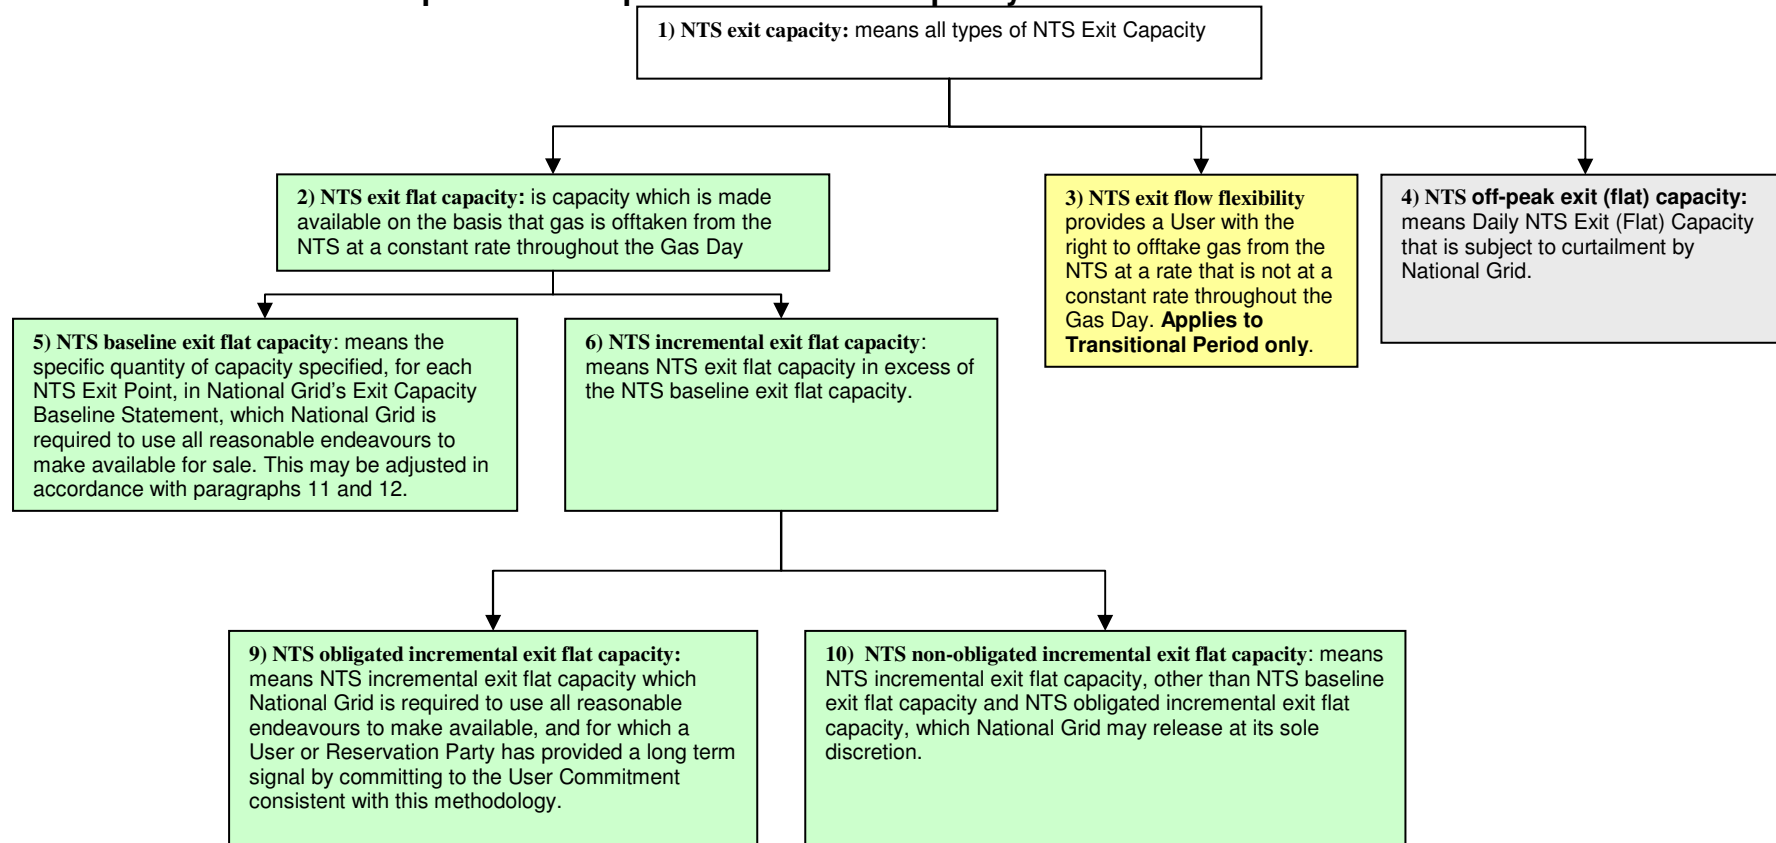 1) NTS exit capacity: means all types of NTS Exit Capacity
2) NTS exit flat capacity: is capacity which is made
available on the basis that gas is offtaken from the
NTS at a constant rate throughout the Gas Day
3) NTS exit flow flexibility
provides a User with the
right to offtake gas from the
NTS at a rate that is not at a
constant rate throughout the
Gas Day. Applies to
Transitional Period only.
4) NTS off-peak exit (flat) capacity:
means Daily NTS Exit (Flat) Capacity
that is subject to curtailment by
National Grid.
5) NTS baseline exit flat capacity: means the
specific quantity of capacity specified, for each
NTS Exit Point, in National Grid's Exit Capacity
Baseline Statement, which National Grid is
required to use all reasonable endeavours to
make available for sale. This may be adjusted in
accordance with paragraphs 11 and 12.
6) NTS incremental exit flat capacity:
means NTS exit flat capacity in excess of
the NTS baseline exit flat capacity.
9) NTS obligated incremental exit flat capacity:
means NTS incremental exit flat capacity which
National Grid is required to use all reasonable
endeavours to make available, and for which a
User or Reservation Party has provided a long term
signal by committing to the User Commitment
consistent with this methodology.
10) NTS non-obligated incremental exit flat capacity: means
NTS incremental exit flat capacity, other than NTS baseline
exit flat capacity and NTS obligated incremental exit flat
capacity, which National Grid may release at its sole
discretion.